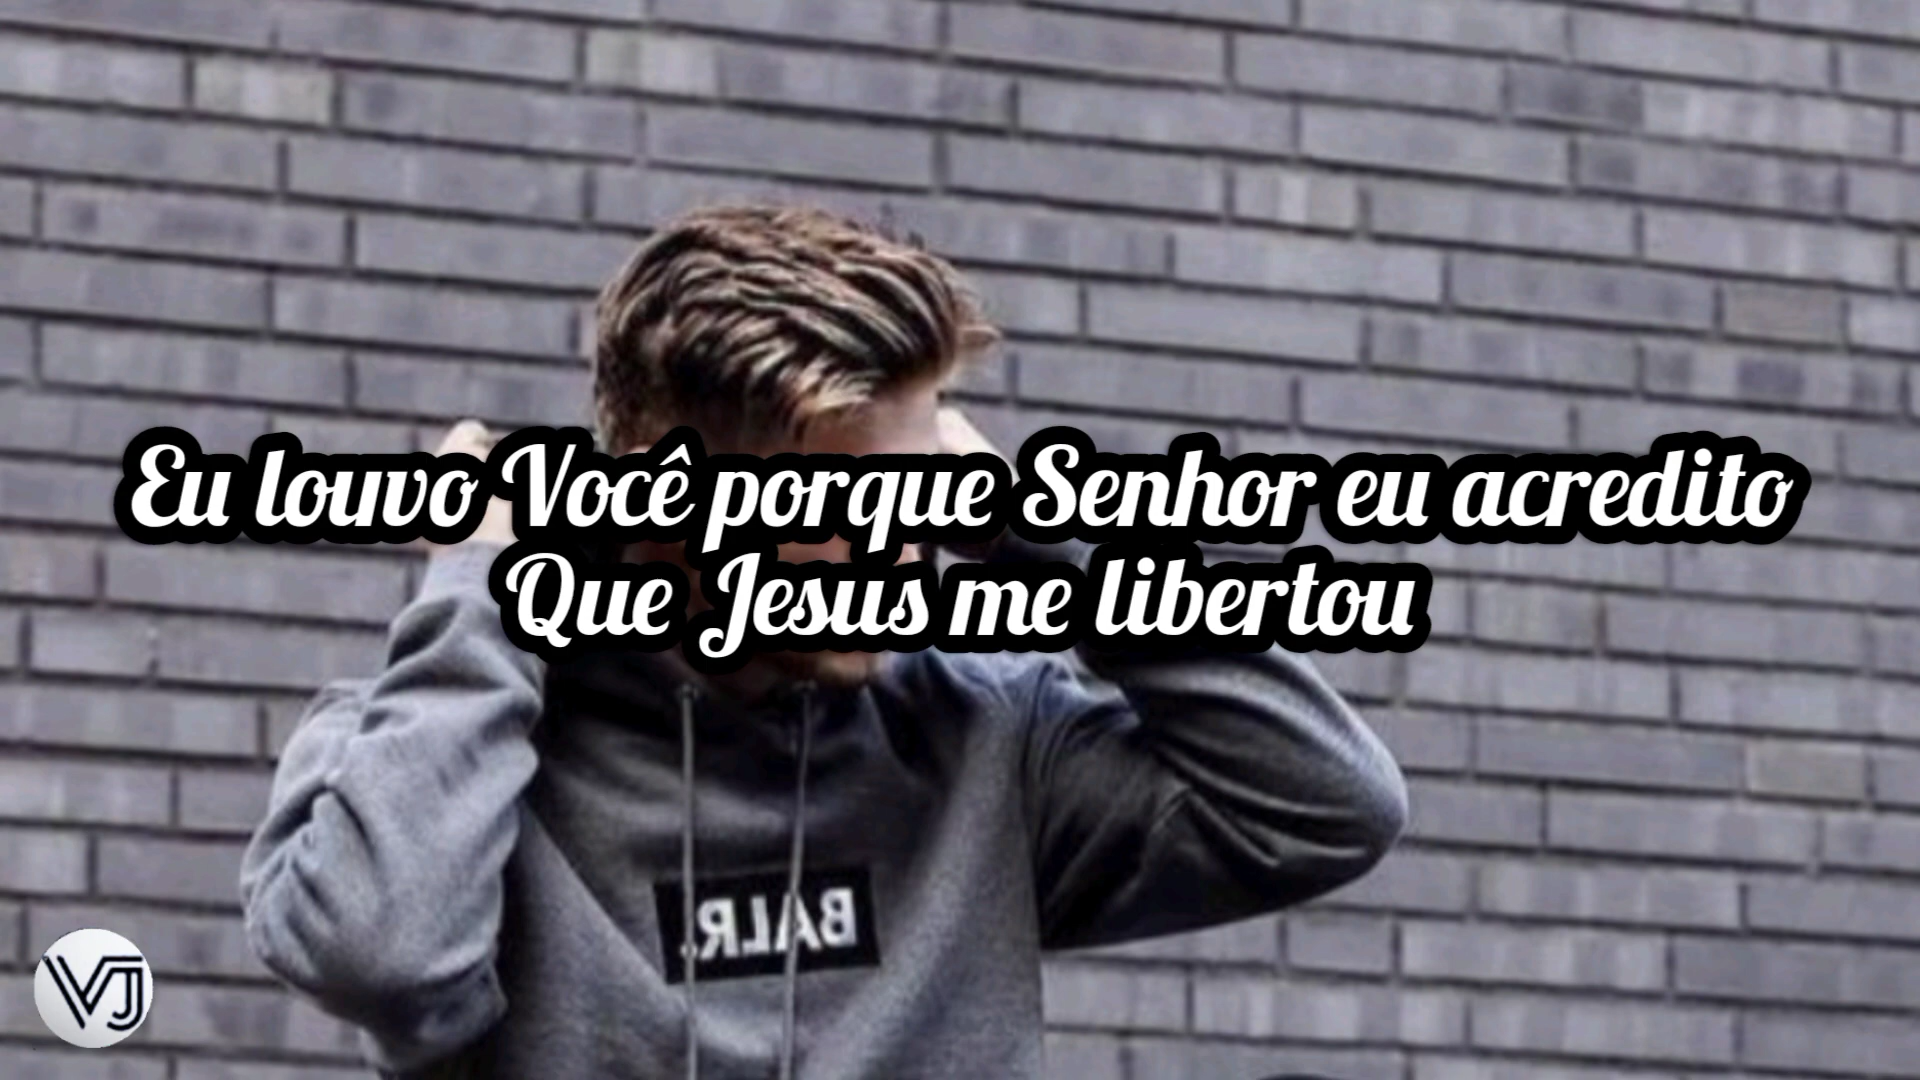 Eu louvo Você porque Senhor eu acredito
Que Jesus me libertou
BALR.
VJ